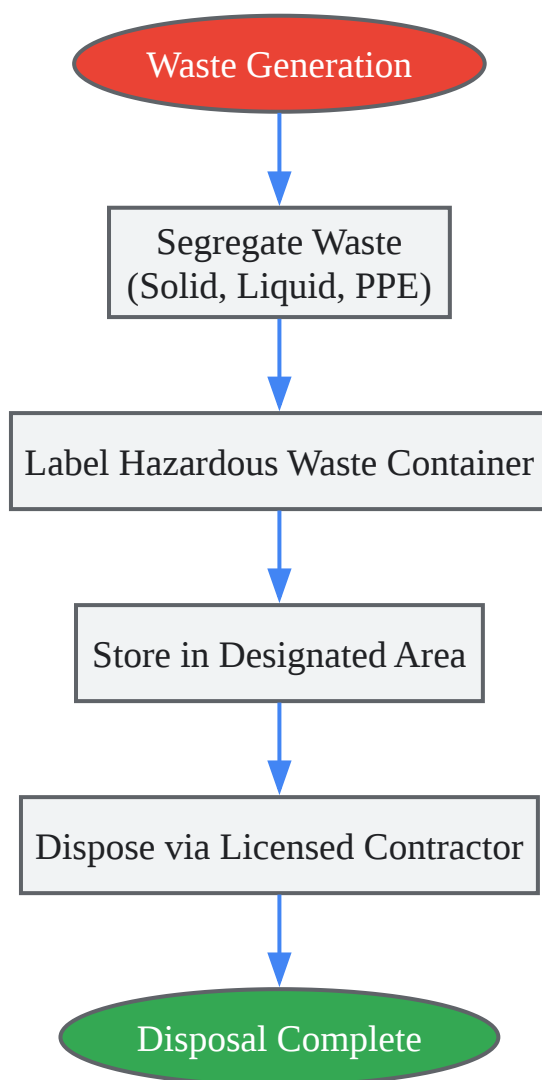 Waste Generation
Segregate Waste
(Solid, Liquid, PPE)
Label Hazardous Waste Container
Store in Designated Area
Dispose via Licensed Contractor
Disposal Complete